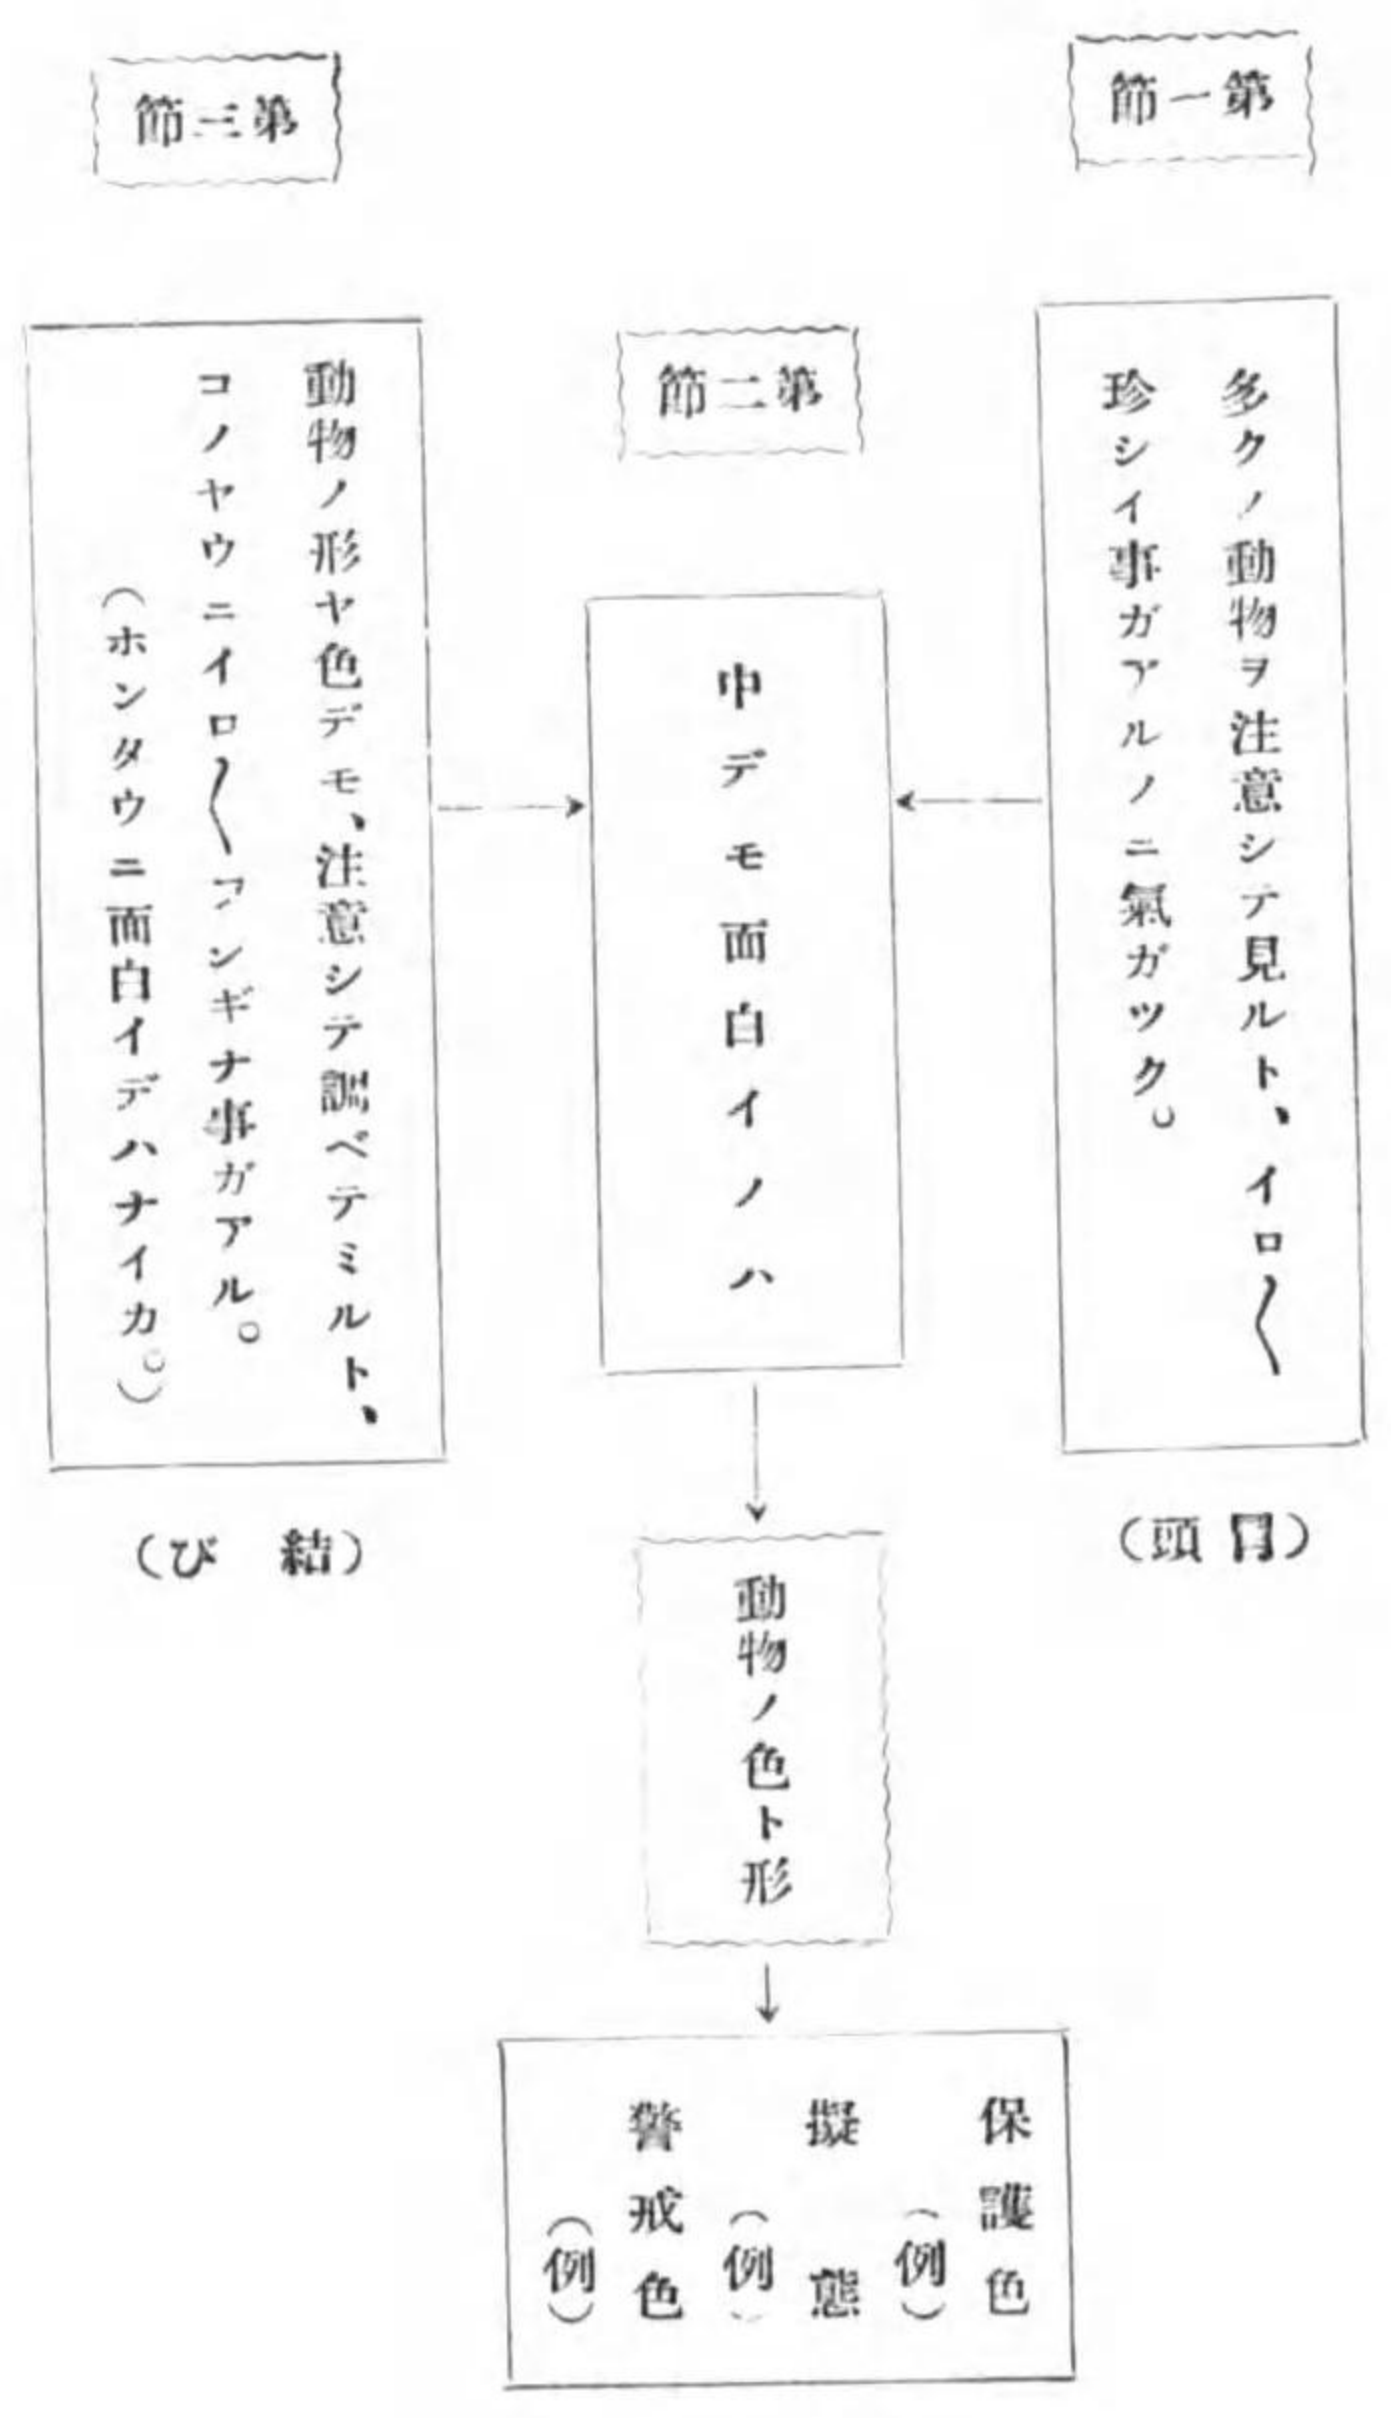 第一節
多クノ動物ヲ注意シテ見ルト、イロ〱
珍シイ事ガアルノニ氣ガツク。
(冒頭)
第二節
中デモ面白イノハ
動物ノ色ト形
保護色
(例)
擬態
(例)
警戒色
(例)
第三節
動物ノ形ヤ色デモ、注意シテ調ベテミルト、
コノヤウニイロ〱フシギナ事ガアル。
(ホンタウニ面白イデハナイカ。)
(結び)